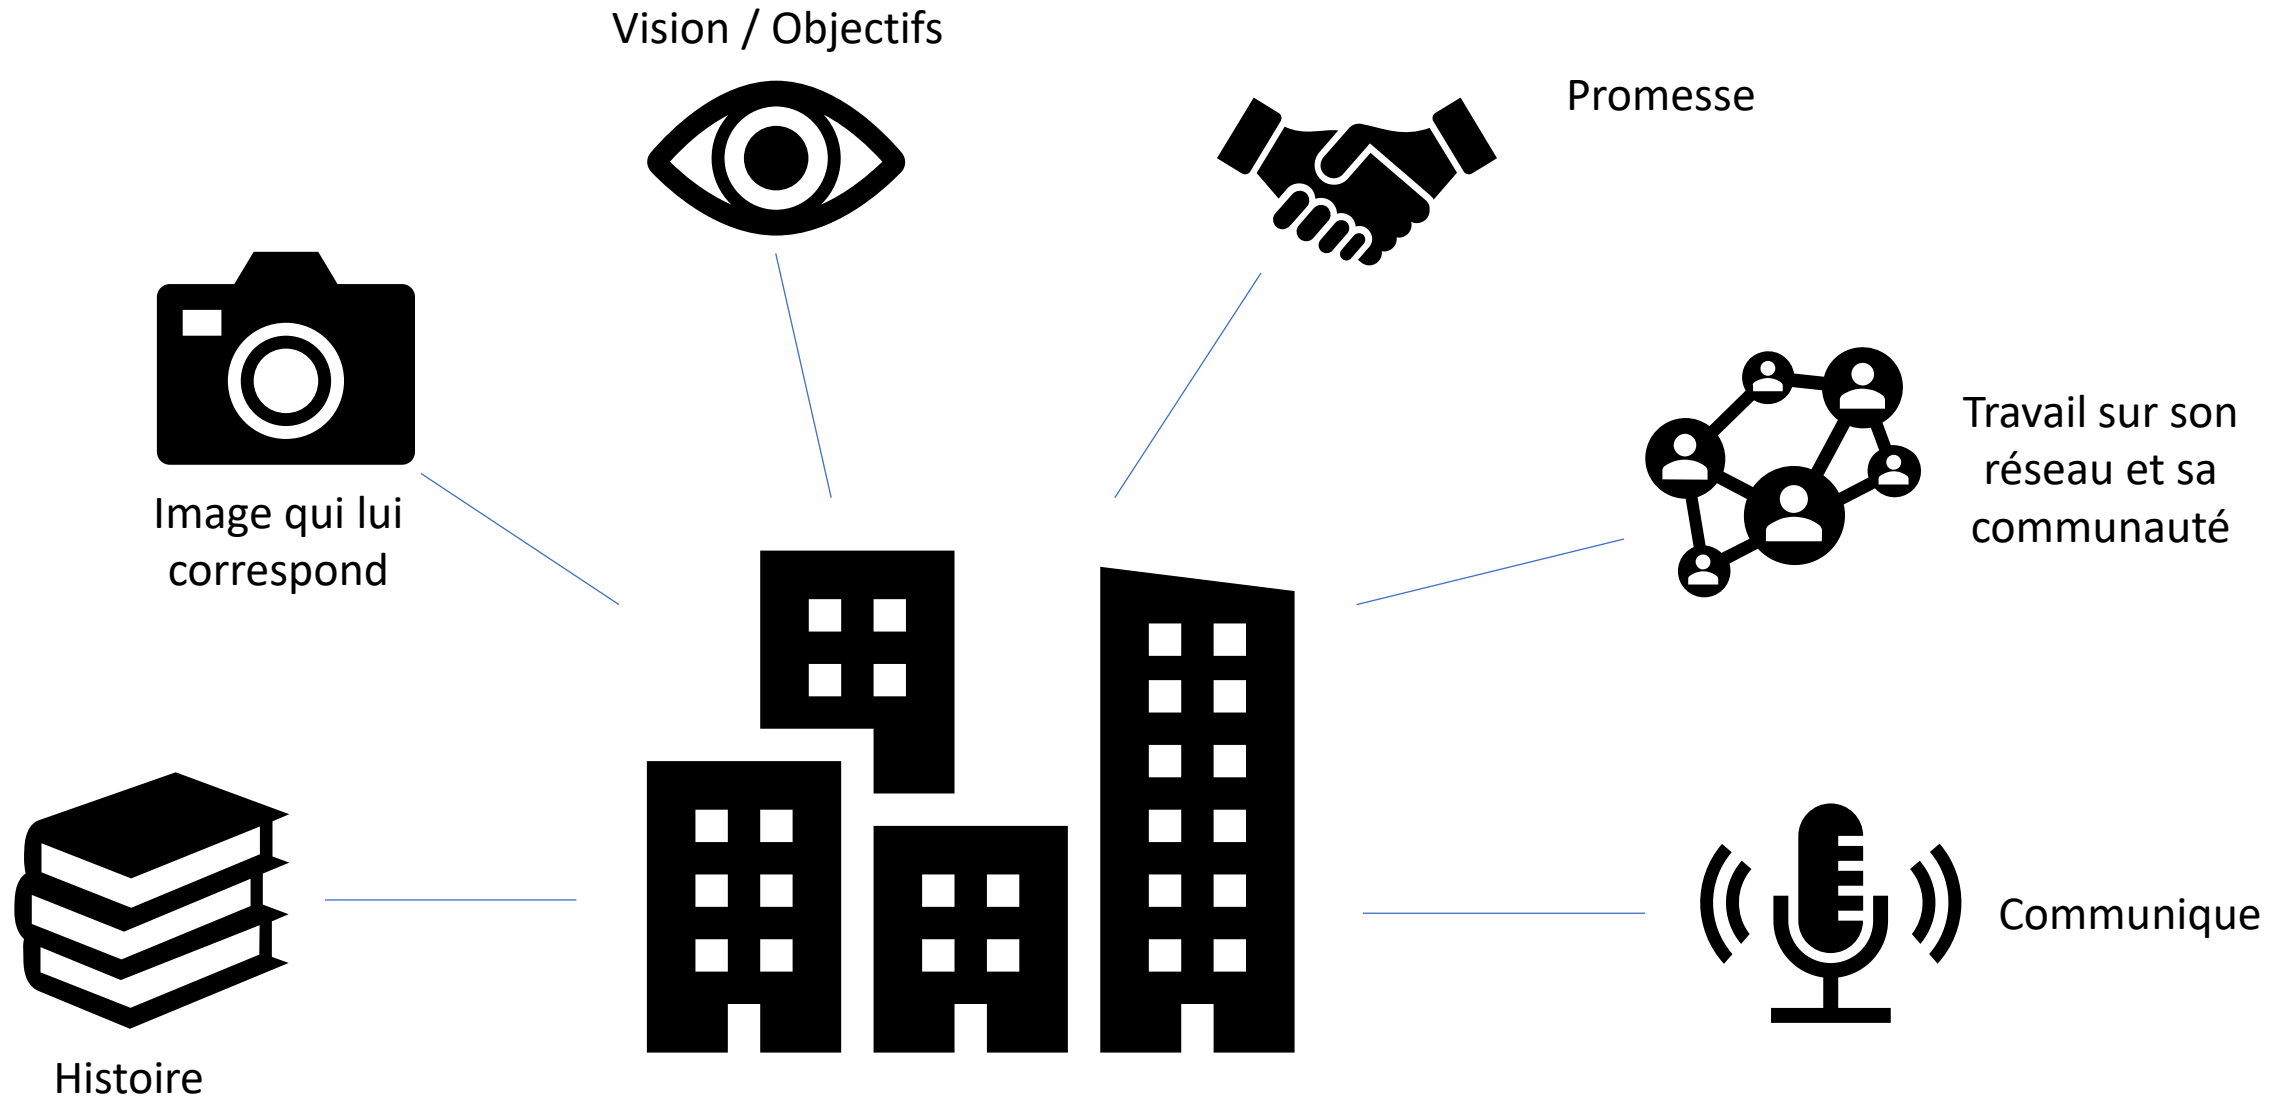 Vision / Objectifs
Promesse
Image qui lui
correspond
Travail sur son
réseau et sa
communauté
Communique
Histoire